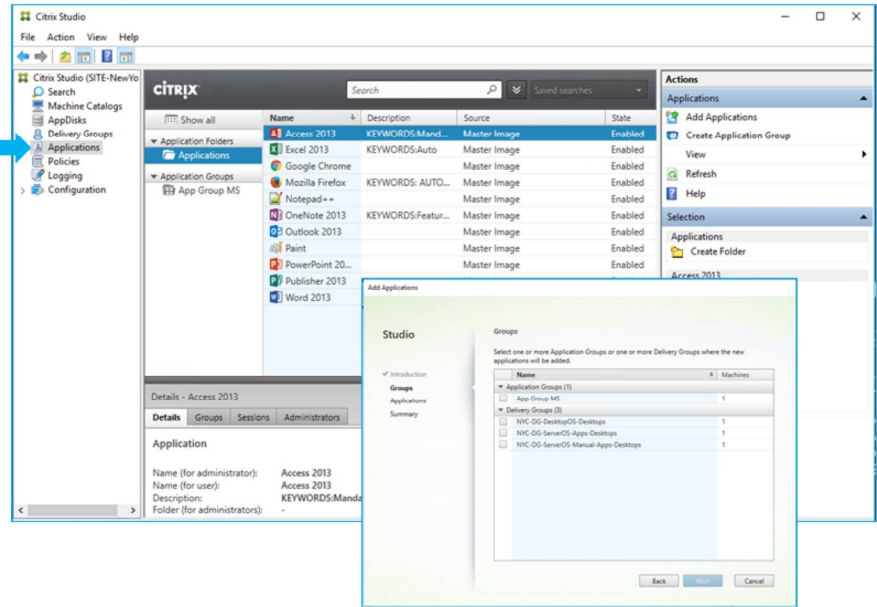 Citrix Studio
File Action View Help
Citrix Studio (SITE-NewYo
Search
Machine Catalogs
AppDisks
Delivery Groups
Applications
Policies
Logging
Configuration
CITRIX
Search
Saved searches
Show all
Application Folders
Applications
Application Groups
App Group MS
Name Description Source State
Access 2013 KEYWORDS:Mand... Master Image Enabled
Excel 2013 KEYWORDS:Auto Master Image Enabled
Google Chrome Master Image Enabled
Mozilla Firefox KEYWORDS: AUTO... Master Image Enabled
Notepad++ Master Image Enabled
OneNote 2013 KEYWORDS:Featur... Master Image Enabled
Outlook 2013 Master Image Enabled
Paint Master Image Enabled
PowerPoint 20... Master Image Enabled
Publisher 2013
Word 2013
Details - Access 2013
Details Groups Sessions Administrators
Application
Name (for administrator): Access 2013
Name (for user): Access 2013
Description: KEYWORDS:Manda
Folder (for administrators): -
Actions
Applications
Add Applications
Create Application Group
View
Refresh
Help
Selection
Applications
Create Folder
Access 2013
Add Applications
Studio
Introduction
Groups
Applications
Summary
Groups
Select one or more Application Groups or one or more Delivery Groups where the new
applications will be added.
Name Machines
Application Groups (1)
App Group MS 1
Delivery Groups (3)
NYC-DG-DesktopOS-Desktops 1
NYC-DG-ServerOS-Apps-Desktops 1
NYC-DG-ServerOS-Manual-Apps-Desktops 1
Back Next Cancel